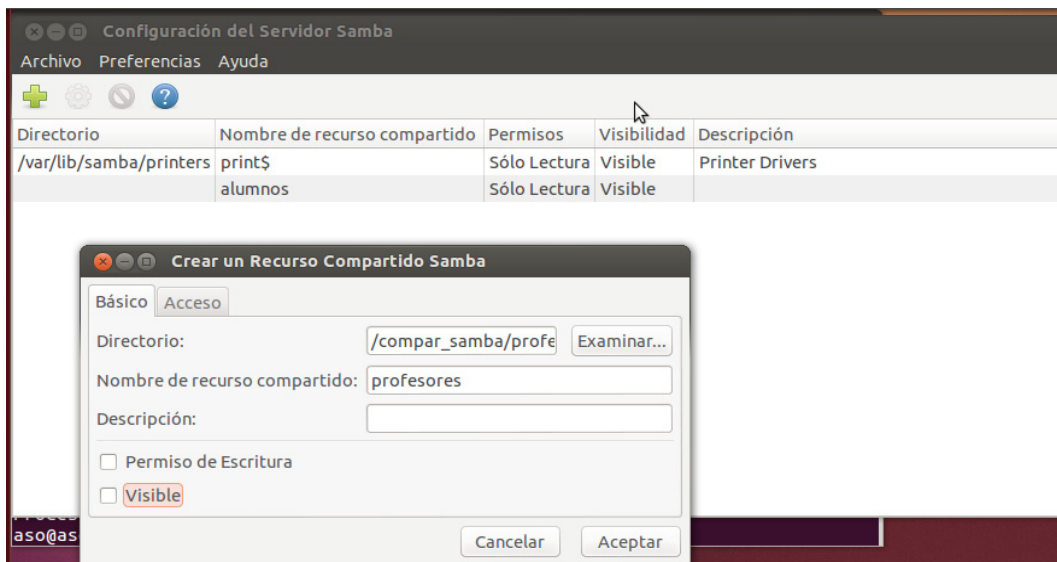 Configuración del Servidor Samba
Archivo Preferencias Ayuda
Directorio Nombre de recurso compartido Permisos Visibilidad Descripción
/var/lib/samba/printers print$ Sólo Lectura Visible Printer Drivers
alumnos Sólo Lectura Visible
Crear un Recurso Compartido Samba
Básico Acceso
Directorio: /compar_samba/profe Examinar...
Nombre de recurso compartido: profesores
Descripción:
Permiso de Escritura
Visible
aso@as
Cancelar Aceptar